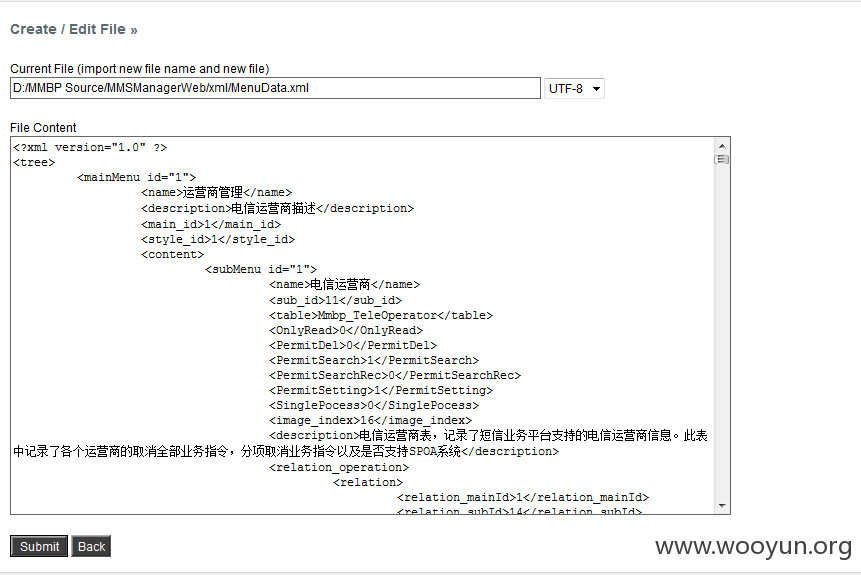 Create / Edit File »
Current File (import new file name and new file)
D:/MMBP Source/MMSManagerWeb/xml/MenuData.xml
UTF-8
File Content
<?xml version="1.0" ?>
<tree>
<mainMenu id="1">
<name>运营商管理</name>
<description>电信运营商描述</description>
<main_id>1</main_id>
<style_id>1</style_id>
<content>
<subMenu id="1">
<name>电信运营商</name>
<sub_id>11</sub_id>
<table>Mmbp_TeleOperator</table>
<OnlyRead>0</OnlyRead>
<PermitDel>0</PermitDel>
<PermitSearch>1</PermitSearch>
<PermitSearchRec>0</PermitSearchRec>
<PermitSetting>1</PermitSetting>
<SinglePocess>0</SinglePocess>
<image_index>16</image_index>
<description>电信运营商表，记录了短信业务平台支持的电信运营商信息。此表
中记录了各个运营商的取消全部业务指令，分项取消业务指令以及是否支持SPOA系统</description>
<relation_operation>
<relation>
<relation_mainId>1</relation_mainId>
<relation_subId>14</relation_subId>
Submit
Back
www.wooyun.org